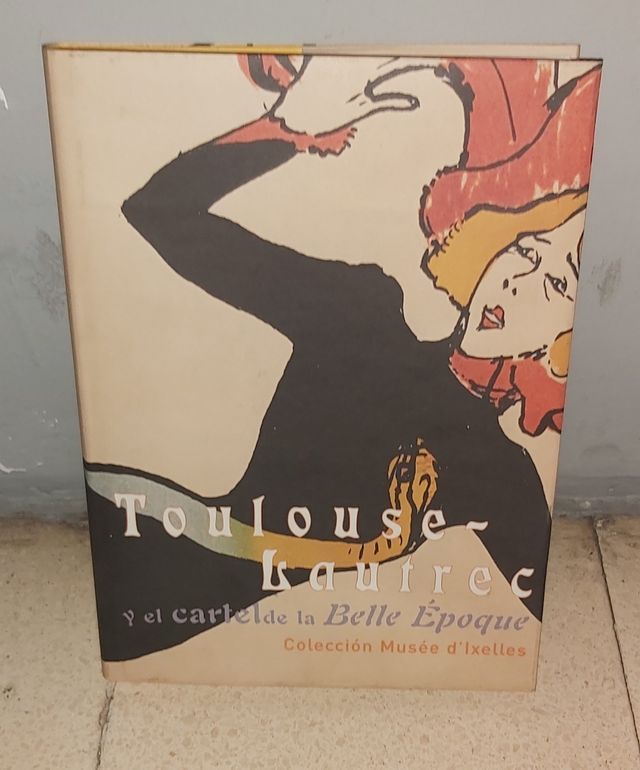 Toulouse-
Lautrec
y el cartel de la Belle Époque
Colección Musée d'Ixelles